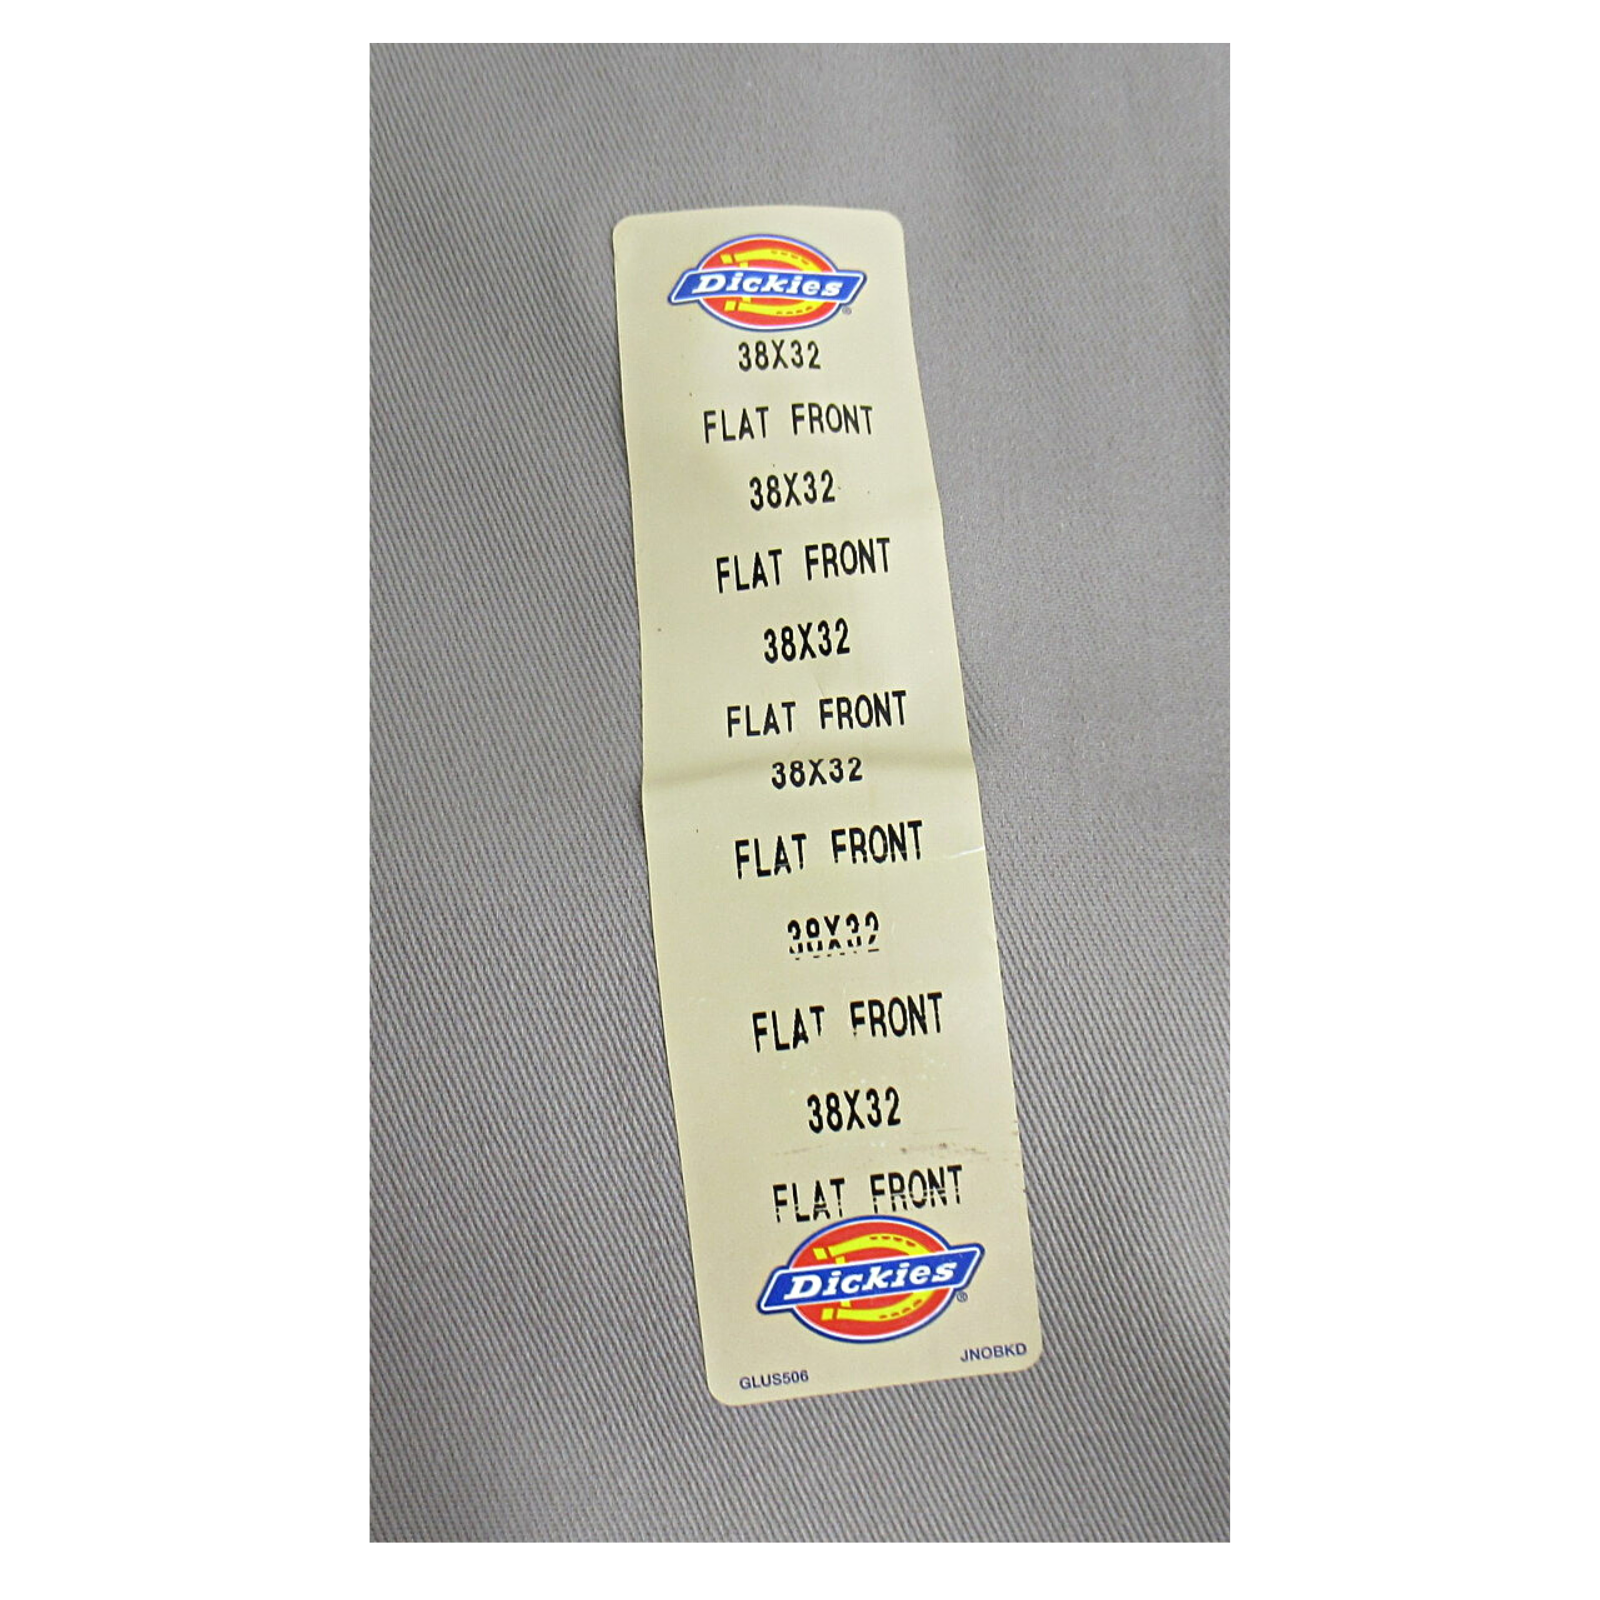 Dickies
®
38X32
FLAT FRONT
38X32
FLAT FRONT
38X32
FLAT FRONT
38X32
FLAT FRONT
38X32
FLAT FRONT
38X32
FLAT FRONT
Dickies
®
GLUS506 JNOBKD